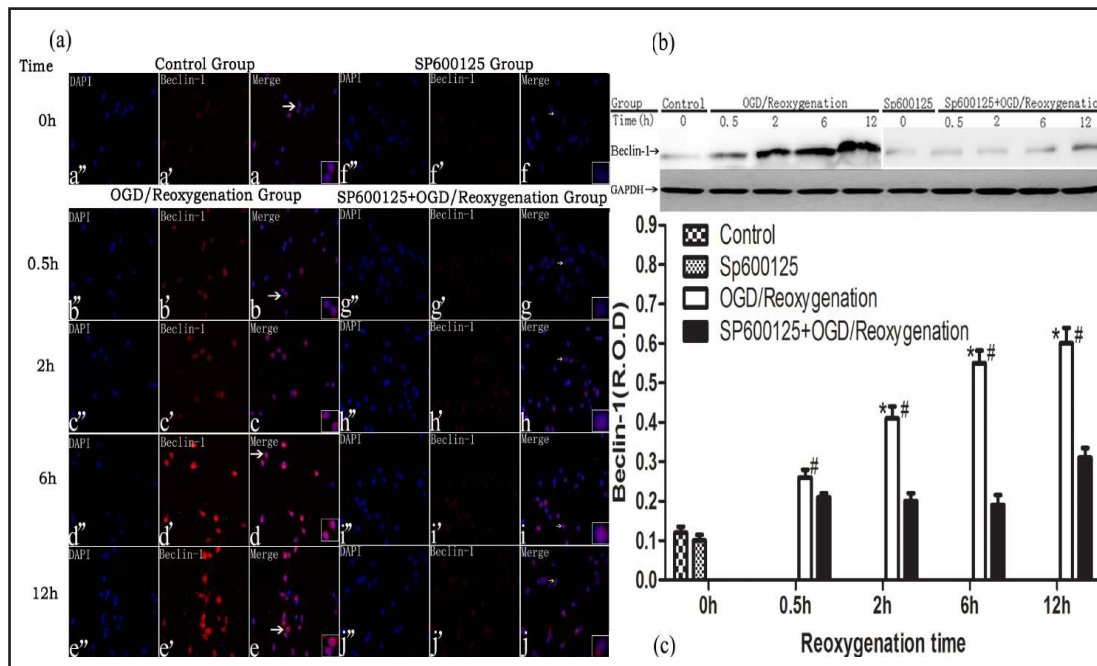 (a)
Time Control Group SP600125 Group
DAPI Beclin-1 Merge DAPI Beclin-1 Merge
0h
a" a' a f" f' f
OGD/Reoxygenation Group SP600125+OGD/Reoxygenation Group
DAPI Beclin-1 Merge DAPI Beclin-1 Merge
0.5h
b" b' b g" g' g
DAPI Beclin-1 Merge DAPI Beclin-1 Merge
2h
c" c' c h" h' h
DAPI Beclin-1 Merge DAPI Beclin-1 Merge
6h
d" d' d i" i' i
DAPI Beclin-1 Merge DAPI Beclin-1 Merge
12h
e" e' e j" j' j
(b)
Group Control OGD/Reoxygenation Sp600125 Sp600125+OGD/Reoxygenatio
Time(h) 0 0.5 2 6 12 0 0.5 2 6 12
Beclin-1→
GAPDH→
Beclin-1(R.O.D)
0.9
0.8
0.7
0.6
0.5
0.4
0.3
0.2
0.1
0.0
Control
Sp600125
OGD/Reoxygenation
SP600125+OGD/Reoxygenation
# *# *# *#
0h 0.5h 2h 6h 12h
Reoxygenation time
(c)